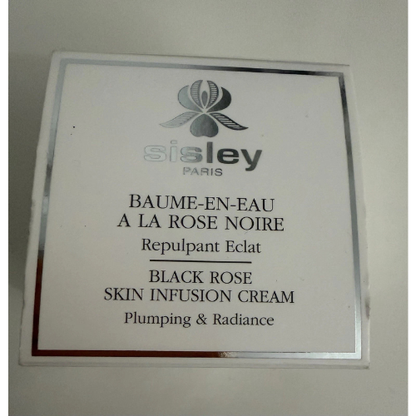 sisley
PARIS
BAUME-EN-EAU
A LA ROSE NOIRE
Repulpant Eclat
BLACK ROSE
SKIN INFUSION CREAM
Plumping & Radiance